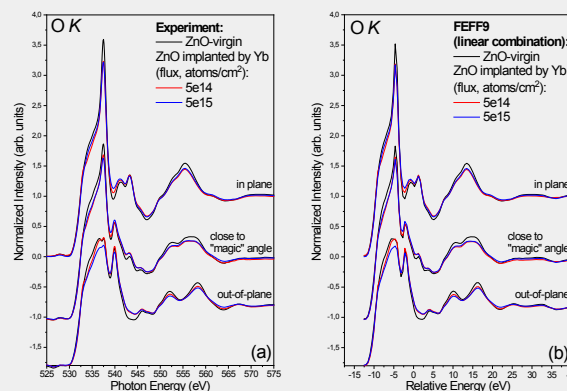 O K
Experiment:
ZnO-virgin
ZnO implanted by Yb
(flux, atoms/cm²):
5e14
5e15
in plane
close to
"magic" angle
out-of-plane
(a)
4,0
3,5
3,0
2,5
2,0
1,5
1,0
0,5
0,0
-0,5
-1,0
-1,5
525 530 535 540 545 550 555 560 565 570 575
Photon Energy (eV)
Normalized Intensity (arb. units)
O K
FEFF9
(linear combination):
ZnO-virgin
ZnO implanted by Yb
(flux, atoms/cm²):
5e14
5e15
in plane
close to
"magic" angle
out-of-plane
(b)
4,0
3,5
3,0
2,5
2,0
1,5
1,0
0,5
0,0
-0,5
-1,0
-1,5
-15 -10 -5 0 5 10 15 20 25 30 35
Relative Energy (eV)
Normalized Intensity (arb. units)